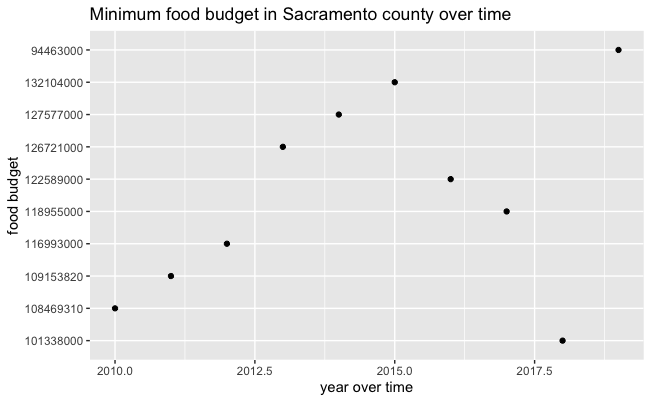 Minimum food budget in Sacramento county over time
food budget
94463000
132104000
127577000
126721000
122589000
118955000
116993000
109153820
108469310
101338000
2010.0 2012.5 2015.0 2017.5
year over time